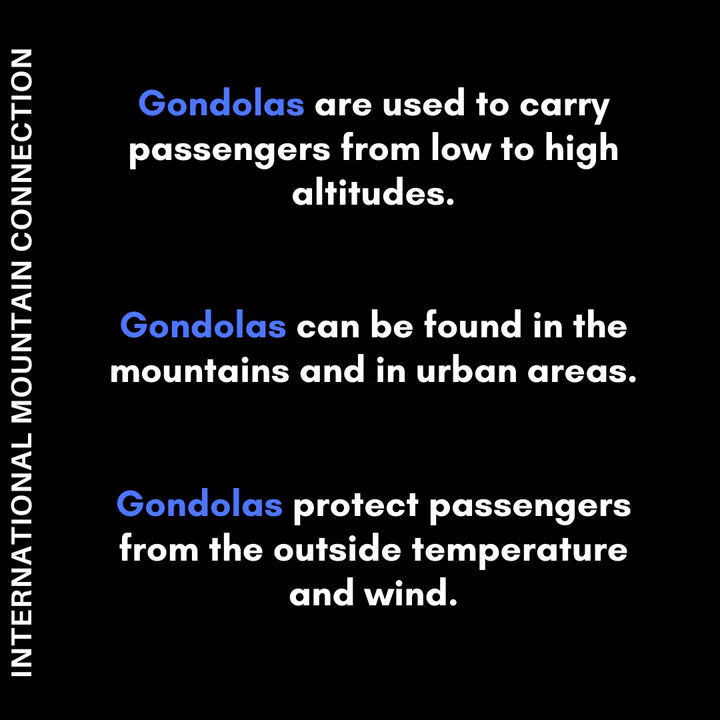 INTERNATIONAL MOUNTAIN CONNECTION
Gondolas are used to carry
passengers from low to high
altitudes.
Gondolas can be found in the
mountains and in urban areas.
Gondolas protect passengers
from the outside temperature
and wind.